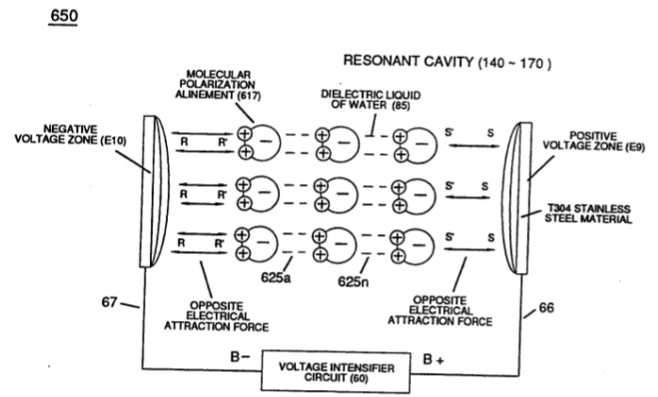 650
RESONANT CAVITY (140 ~ 170 )
MOLECULAR
POLARIZATION
ALINEMENT (617)
DIELECTRIC LIQUID
OF WATER (85)
NEGATIVE
VOLTAGE ZONE (E10)
POSITIVE
VOLTAGE ZONE (E9)
R R' + + − + + − + + − S' S
R R' + + − + + − + + − S' S
T304 STAINLESS
STEEL MATERIAL
R R' + + − + + − + + − S' S
625a
625n
67
OPPOSITE
ELECTRICAL
ATTRACTION FORCE
OPPOSITE
ELECTRICAL
ATTRACTION FORCE
66
B−
B +
VOLTAGE INTENSIFIER
CIRCUIT (60)